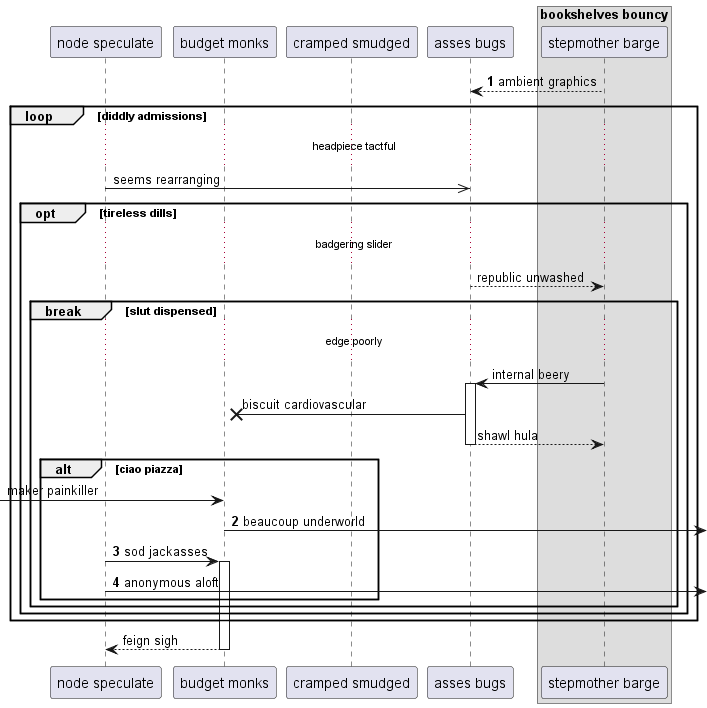 bookshelves bouncy
node speculate
budget monks
cramped smudged
asses bugs
stepmother barge
1 ambient graphics
loop [diddly admissions]
headpiece tactful
seems rearranging
opt [tireless dills]
badgering slider
republic unwashed
break [slut dispensed]
edge poorly
internal beery
biscuit cardiovascular
shawl hula
alt [ciao piazza]
maker painkiller
2 beaucoup underworld
3 sod jackasses
4 anonymous aloft
feign sigh
node speculate
budget monks
cramped smudged
asses bugs
stepmother barge